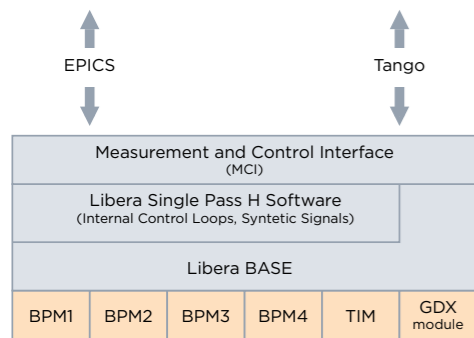 EPICS Tango
Measurement and Control Interface
(MCI)
Libera Single Pass H Software
(Internal Control Loops, Syntetic Signals)
Libera BASE
BPM1 BPM2 BPM3 BPM4 TIM GDX
module